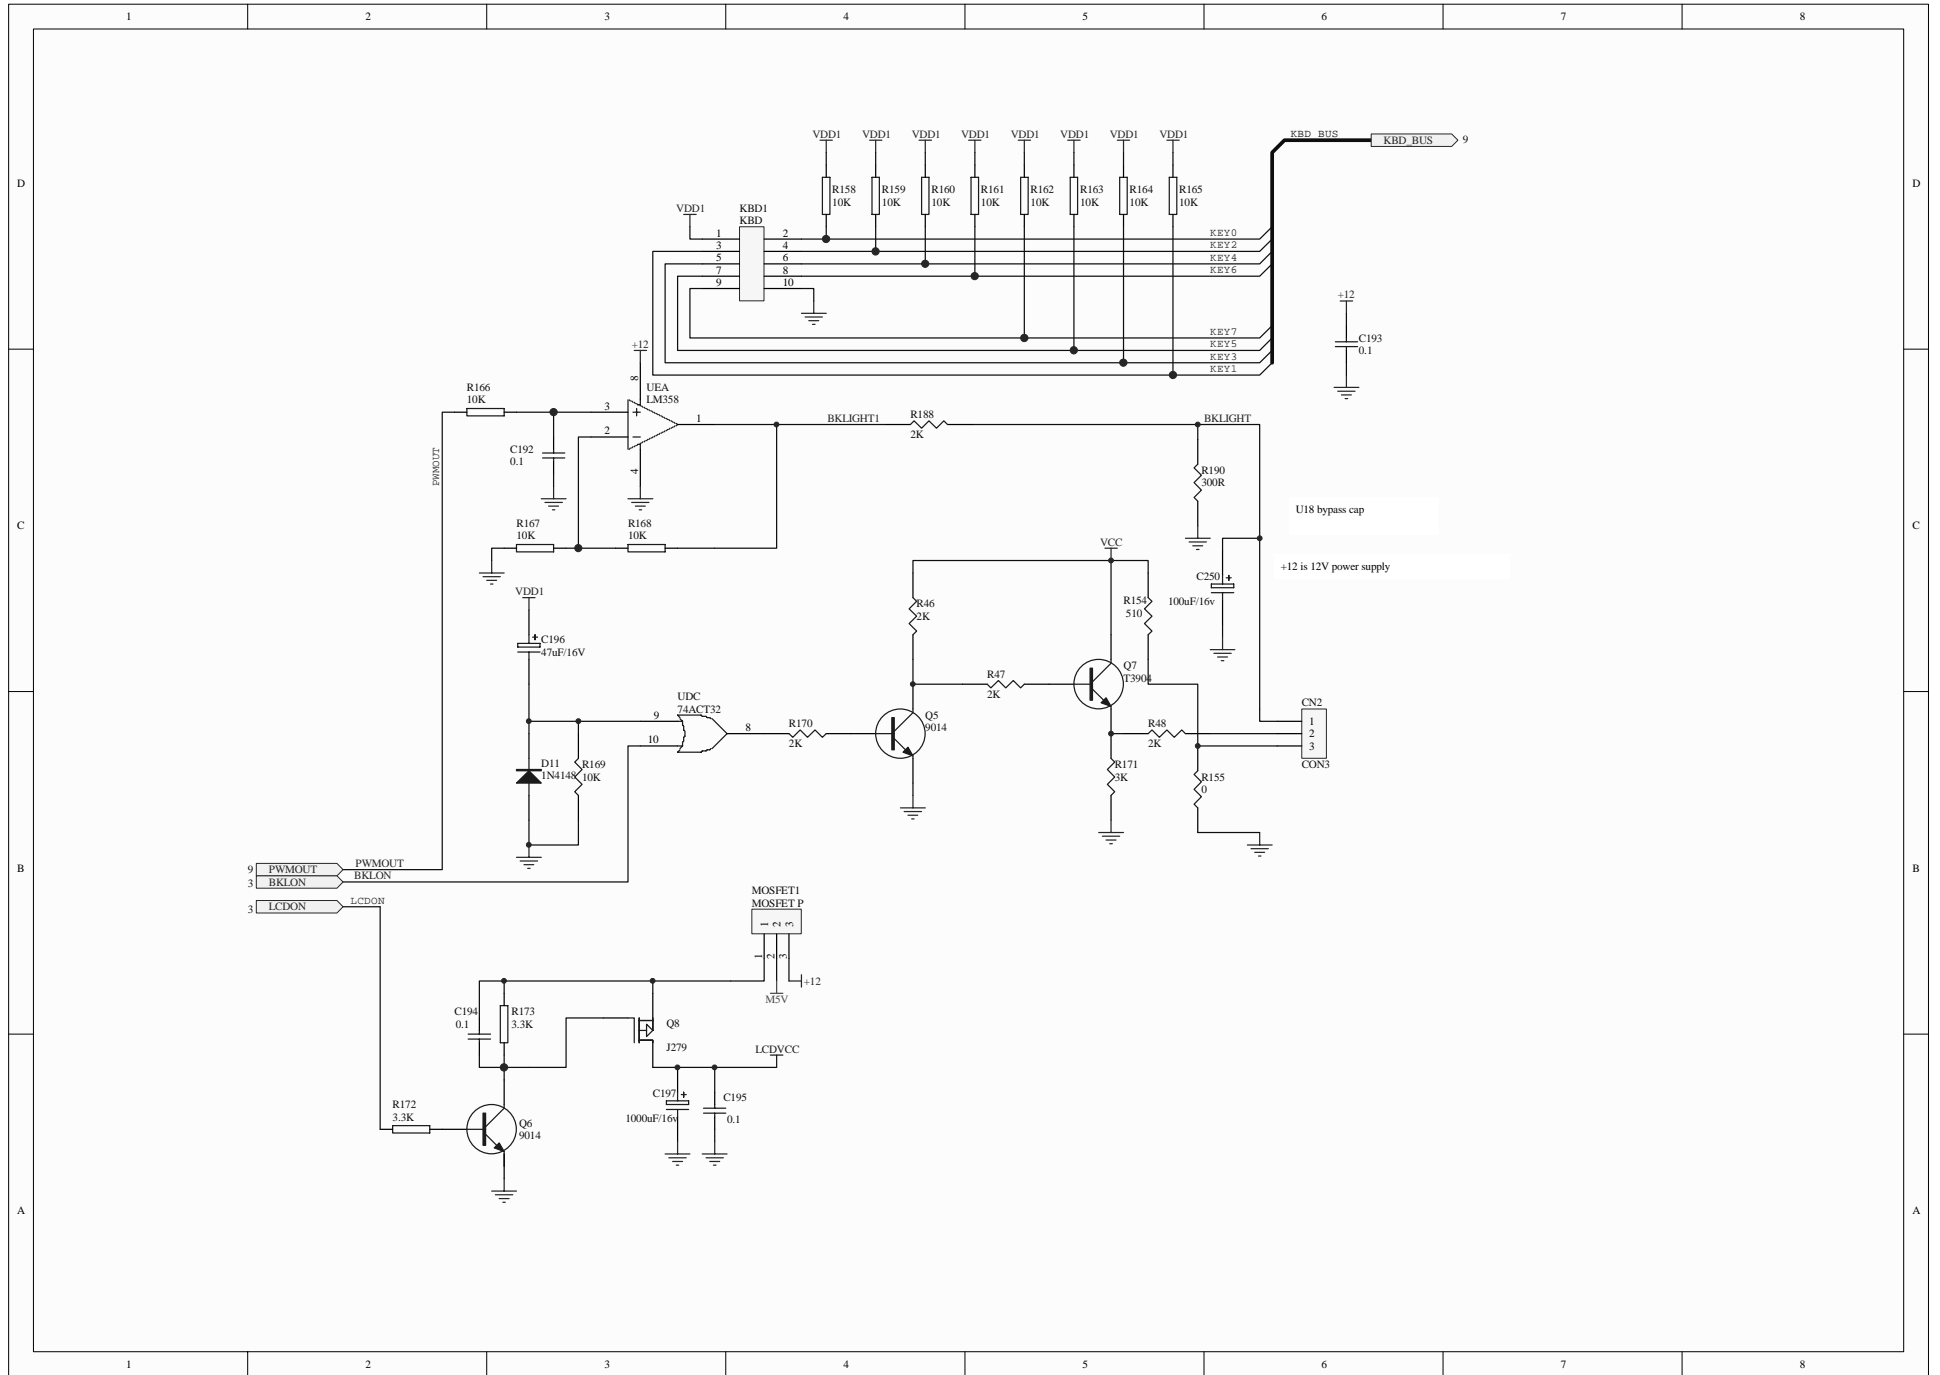 1 2 3 4 5 6 7 8
D D
C C
B B
A A
VDD1 VDD1 VDD1 VDD1 VDD1 VDD1 VDD1 VDD1
KBD BUS
KBD_BUS 9
R158 R159 R160 R161 R162 R163 R164 R165
10K 10K 10K 10K 10K 10K 10K 10K
VDD1
KBD1
KBD
1 2
3 4
5 6
7 8
9 10
KEY0
KEY2
KEY4
KEY6
KEY7
KEY5
KEY3
KEY1
+12
C193
0.1
+12
8
UEA
LM358
R166
10K
3
+
2
−
1
4
C192
0.1
PWMOUT
BKLIGHT1
R188
2K
BKLIGHT
R190
300R
U18 bypass cap
+12 is 12V power supply
R167
10K
R168
10K
VDD1
+
C196
47uF/16V
VCC
R46
2K
R154
510
C250 +
100uF/16v
R47
2K
Q7
T3904
UDC
74ACT32
9
10
8
R170
2K
Q5
9014
R48
2K
CN2
1
2
3
CON3
D11
1N4148
R169
10K
R171
3K
R155
0
9 PWMOUT PWMOUT
3 BKLON BKLON
3 LCDON LCDON
MOSFET1
MOSFET P
1 2 3
1 2 3
+12
M5V
C194
0.1
R173
3.3K
Q8
J279
LCDVCC
C197 +
1000uF/16v
C195
0.1
R172
3.3K
Q6
9014
1 2 3 4 5 6 7 8